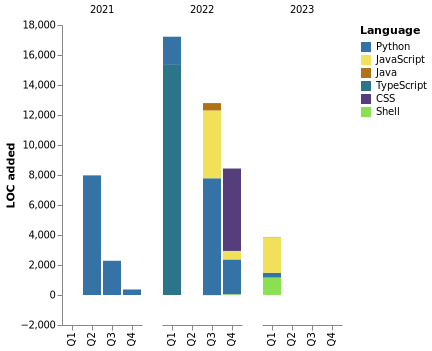 2021 2022 2023
Language
Python
JavaScript
Java
TypeScript
CSS
Shell
LOC added
18,000
16,000
14,000
12,000
10,000
8,000
6,000
4,000
2,000
0
−2,000
Q1 Q2 Q3 Q4 Q1 Q2 Q3 Q4 Q1 Q2 Q3 Q4